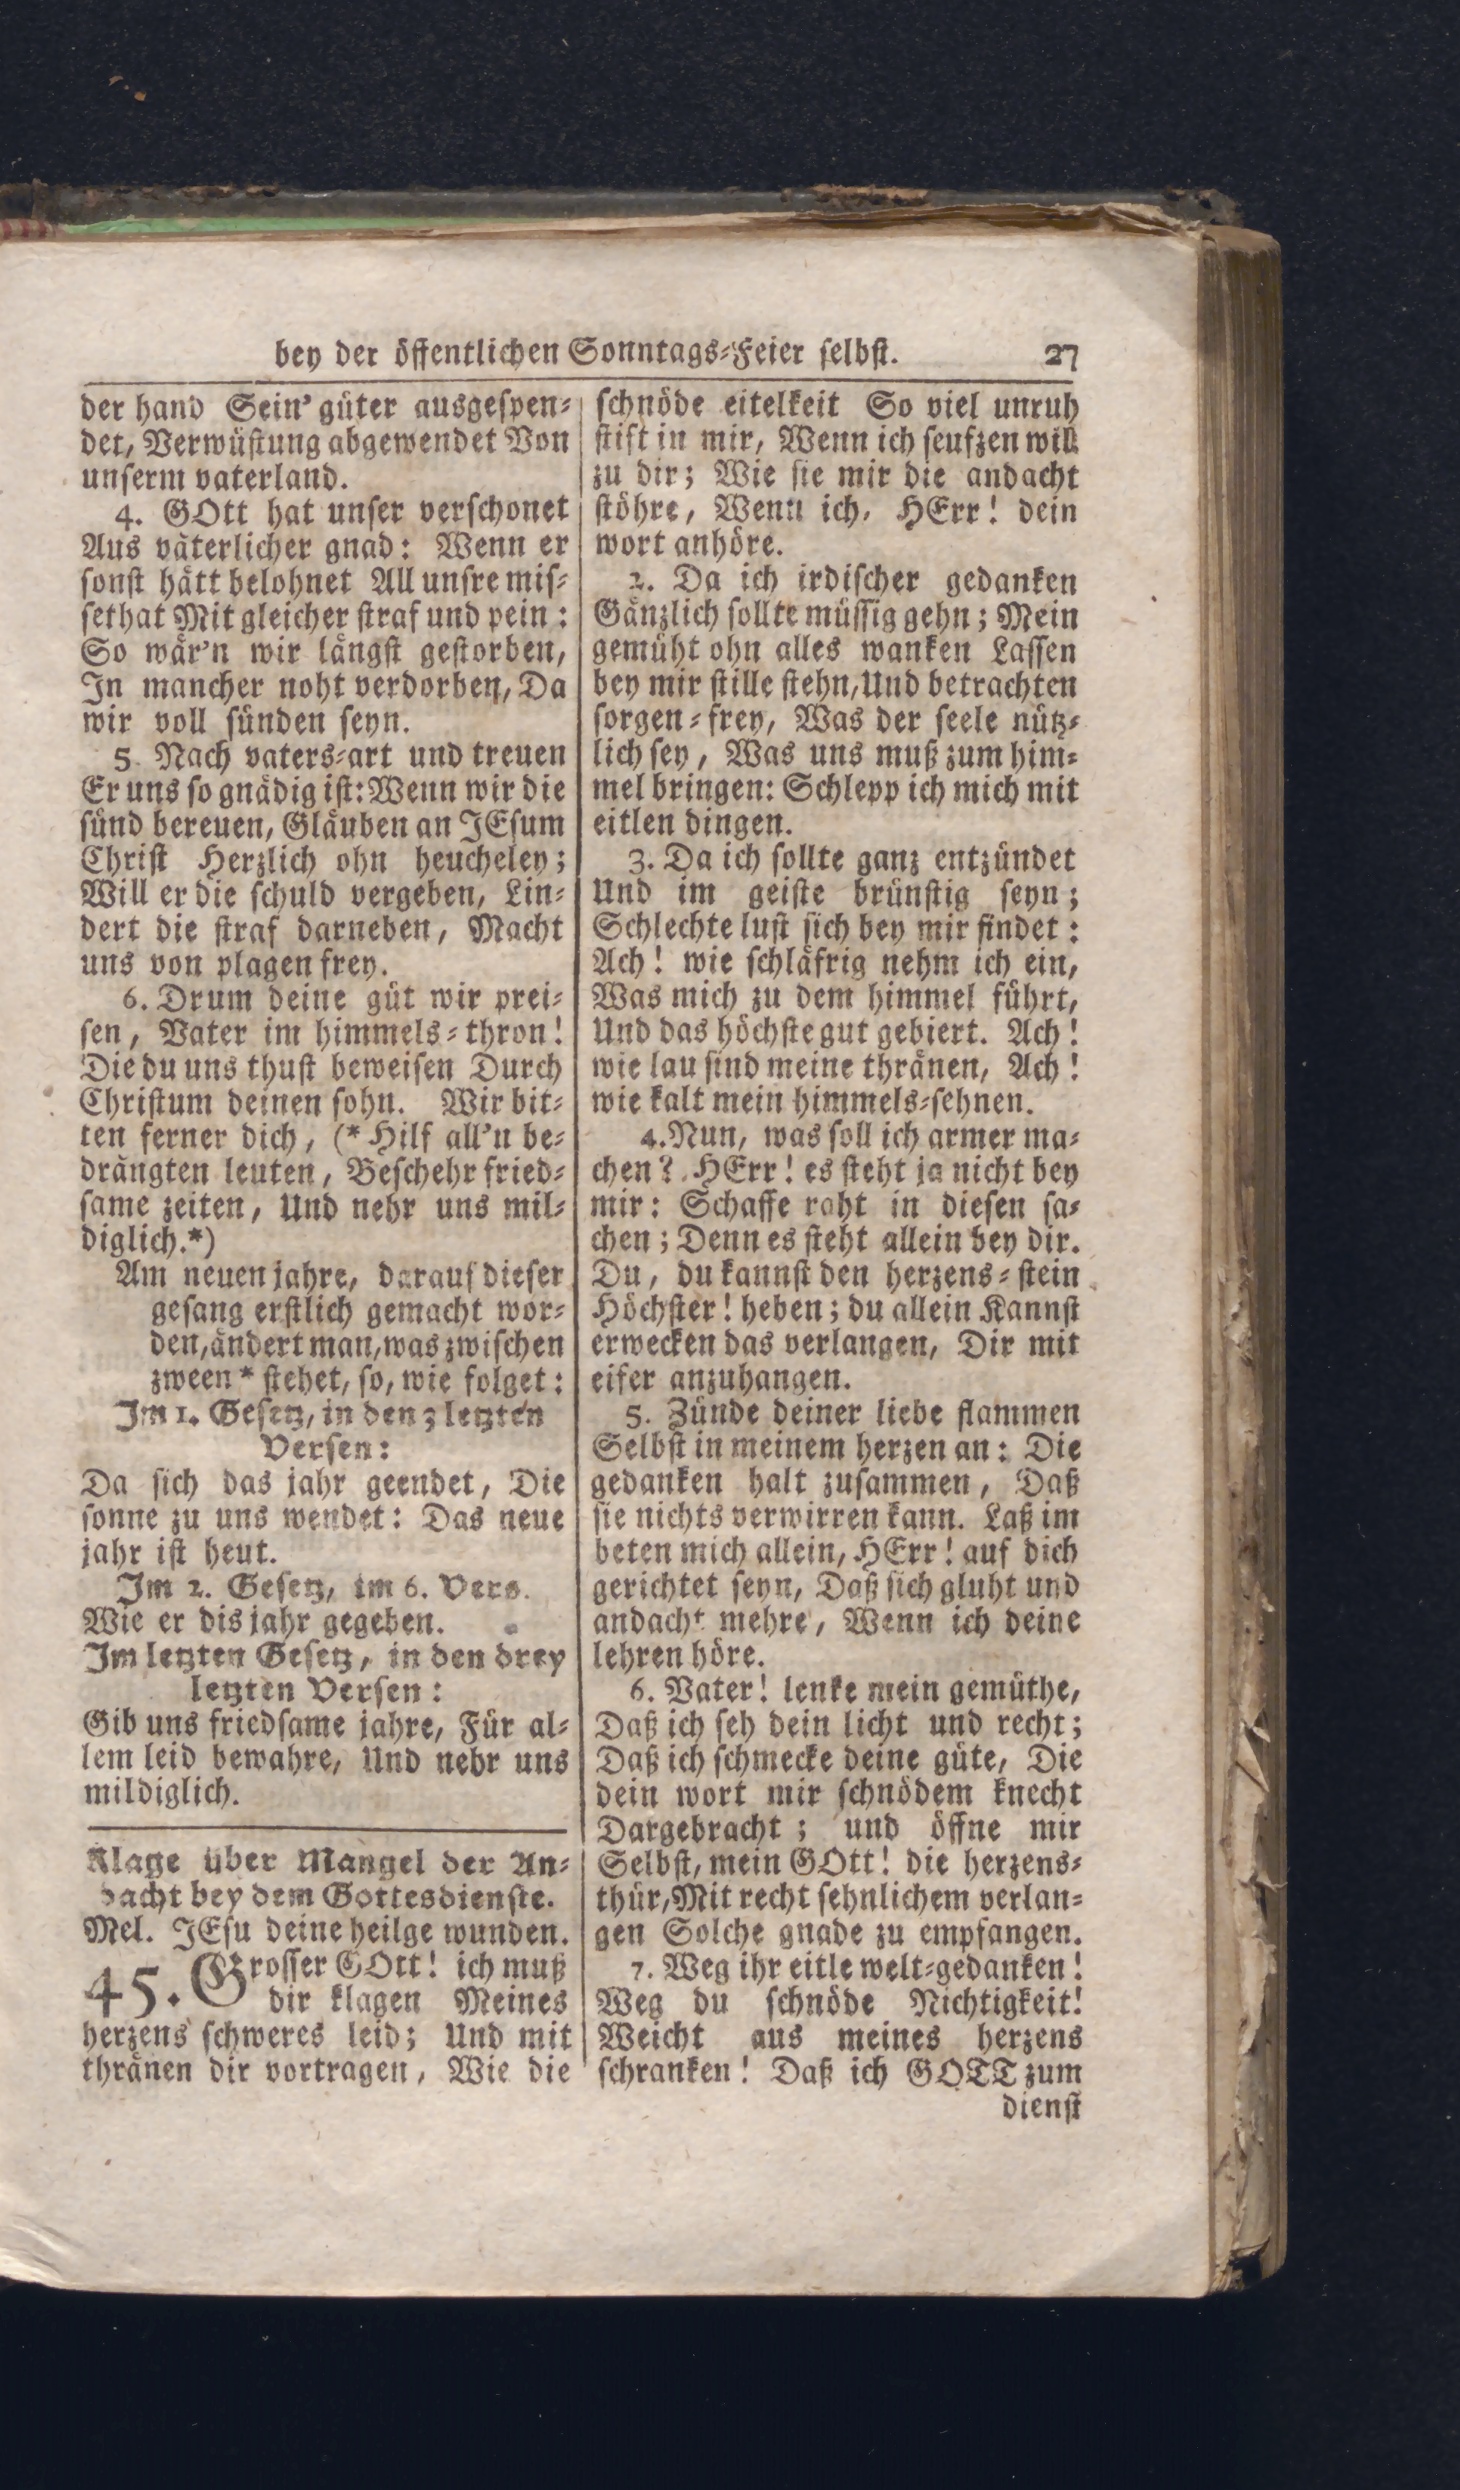 bey der öffentlichen Sonntags-Feier selbst. 27
der hand Sein' güter ausgespen-
det, Verwüstung abgewendet Von
unserm vaterland.
4. GOtt hat unser verschonet
Aus väterlicher gnad: Wenn er
sonst hätt belohnet All unsre mis-
sethat Mit gleicher straf und pein:
So wär'n wir längst gestorben,
In mancher noht verdorben, Da
wir voll sünden seyn.
5. Nach vaters-art und treuen
Er uns so gnädig ist: Wenn wir die
sünd bereuen, Gläuben an JEsum
Christ Herzlich ohn heucheley;
Will er die schuld vergeben, Lin-
dert die straf darneben, Macht
uns von plagen frey.
6. Drum deine güt wir prei-
sen, Vater im himmels-thron!
Die du uns thust beweisen Durch
Christum deinen sohn. Wir bit-
ten ferner dich, (* Hilf all'n be-
drängten leuten, Beschehr fried-
same zeiten, Und nehr uns mil-
diglich.*)
Am neuen jahre, darauf dieser
gesang erstlich gemacht wor-
den, ändert man, was zwischen
zween * stehet, so, wie folget:
Im 1. Gesetz, in den 3 letzten
Versen:
Da sich das jahr geendet, Die
sonne zu uns wendet: Das neue
jahr ist heut.
Im 2. Gesetz, im 6. Vers.
Wie er dis jahr gegeben.
Im letzten Gesetz, in den drey
letzten Versen:
Gib uns friedsame jahre, Für al-
lem leid bewahre, Und nehr uns
mildiglich.
Klage über Mangel der An-
dacht bey dem Gottesdienste.
Mel. JEsu deine heilge wunden.
45. Grosser GOtt! ich muß
dir klagen Meines
herzens schweres leid; Und mit
thränen dir vortragen, Wie die
schnöde eitelkeit So viel unruh
stift in mir, Wenn ich seufzen will
zu dir; Wie sie mir die andacht
stöhre, Wenn ich, HErr! dein
wort anhöre.
2. Da ich irdischer gedanken
Gänzlich sollte müssig gehn; Mein
gemüht ohn alles wanken Lassen
bey mir stille stehn, Und betrachten
sorgen-frey, Was der seele nütz-
lich sey, Was uns muß zum him-
mel bringen: Schlepp ich mich mit
eitlen dingen.
3. Da ich sollte ganz entzündet
Und im geiste brünstig seyn;
Schlechte lust sich bey mir findet:
Ach! wie schläfrig nehm ich ein,
Was mich zu dem himmel führt,
Und das höchste gut gebiert. Ach!
wie lau sind meine thränen, Ach!
wie kalt mein himmels-sehnen.
4. Nun, was soll ich armer ma-
chen? HErr! es steht ja nicht bey
mir: Schaffe raht in diesen sa-
chen; Denn es steht allein bey dir.
Du, du kannst den herzens-stein
Höchster! heben; du allein Kannst
erwecken das verlangen, Dir mit
eifer anzuhangen.
5. Zünde deiner liebe flammen
Selbst in meinem herzen an: Die
gedanken halt zusammen, Daß
sie nichts verwirren kann. Laß im
beten mich allein, HErr! auf dich
gerichtet seyn, Daß sich gluht und
andacht mehre, Wenn ich deine
lehren höre.
6. Vater! lenke mein gemüthe,
Daß ich seh dein licht und recht;
Daß ich schmecke deine güte, Die
dein wort mir schnödem knecht
Dargebracht; und öffne mir
Selbst, mein GOtt! die herzens-
thür, Mit recht sehnlichem verlan-
gen Solche gnade zu empfangen.
7. Weg ihr eitle welt-gedanken!
Weg du schnöde Nichtigkeit!
Weicht aus meines herzens
schranken! Daß ich GOTT zum
dienst